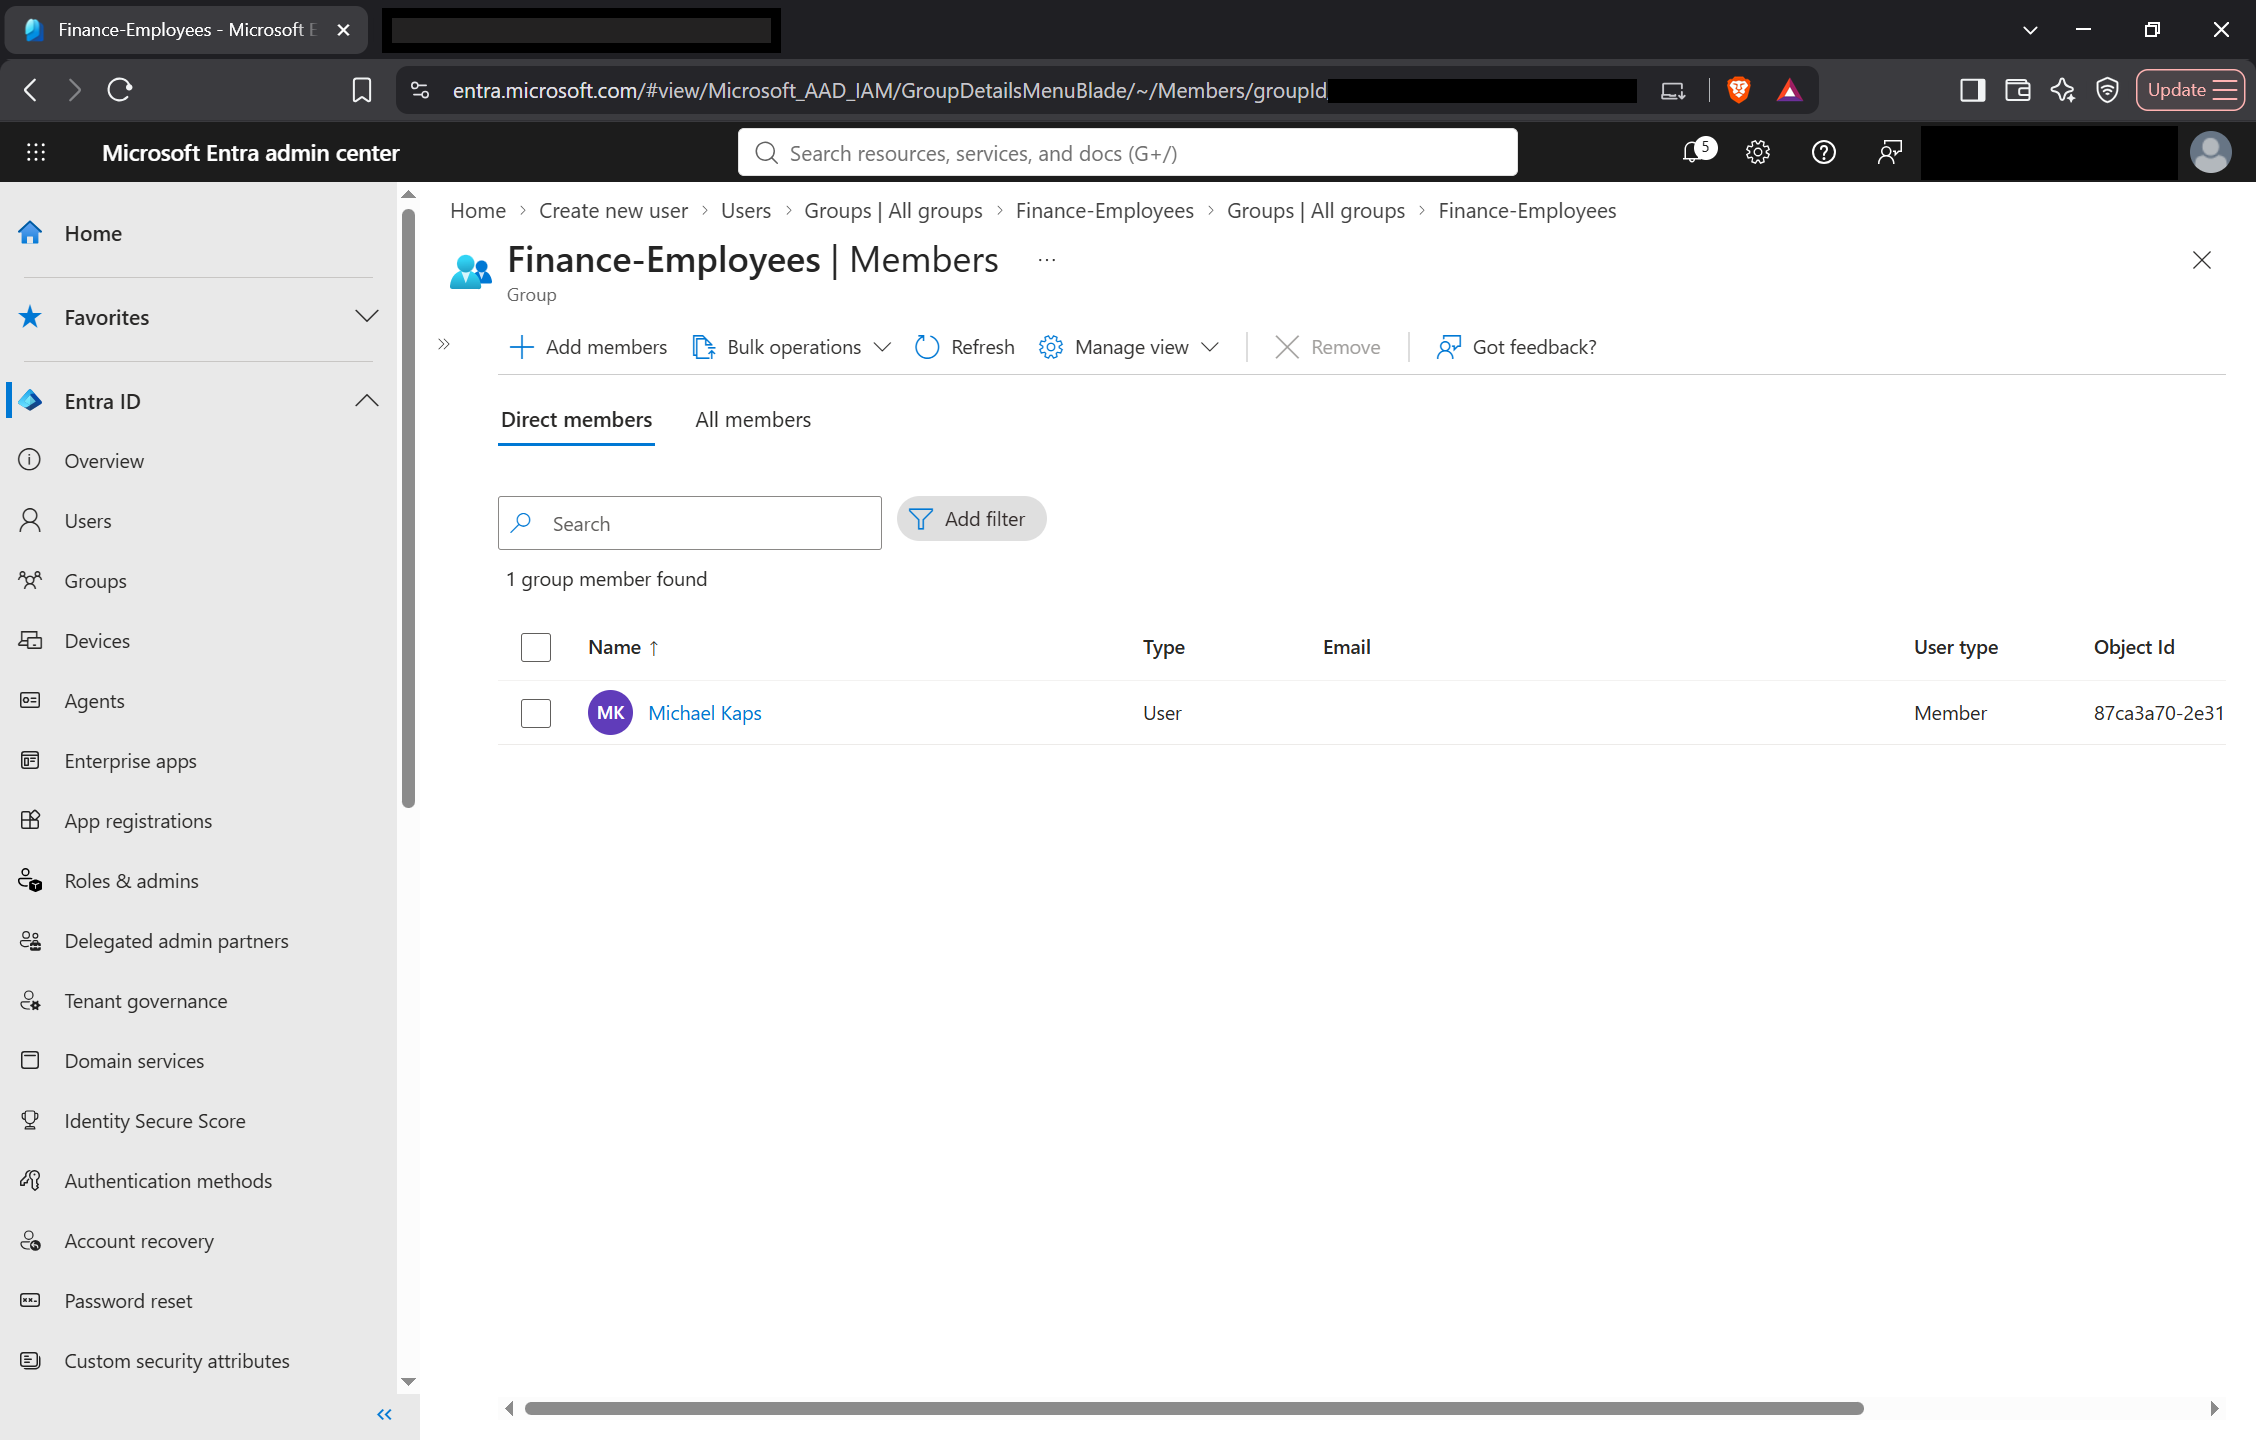 Finance-Employees - Microsoft E
entra.microsoft.com/#view/Microsoft_AAD_IAM/GroupDetailsMenuBlade/~/Members/groupId
Update
Microsoft Entra admin center
Search resources, services, and docs (G+/)
5
Home
Favorites
Entra ID
Overview
Users
Groups
Devices
Agents
Enterprise apps
App registrations
Roles & admins
Delegated admin partners
Tenant governance
Domain services
Identity Secure Score
Authentication methods
Account recovery
Password reset
Custom security attributes
Home > Create new user > Users > Groups | All groups > Finance-Employees > Groups | All groups > Finance-Employees
Finance-Employees | Members ...
Group
Add members Bulk operations Refresh Manage view Remove Got feedback?
Direct members All members
Search Add filter
1 group member found
Name ↑ Type Email User type Object Id
MK Michael Kaps User Member 87ca3a70-2e31